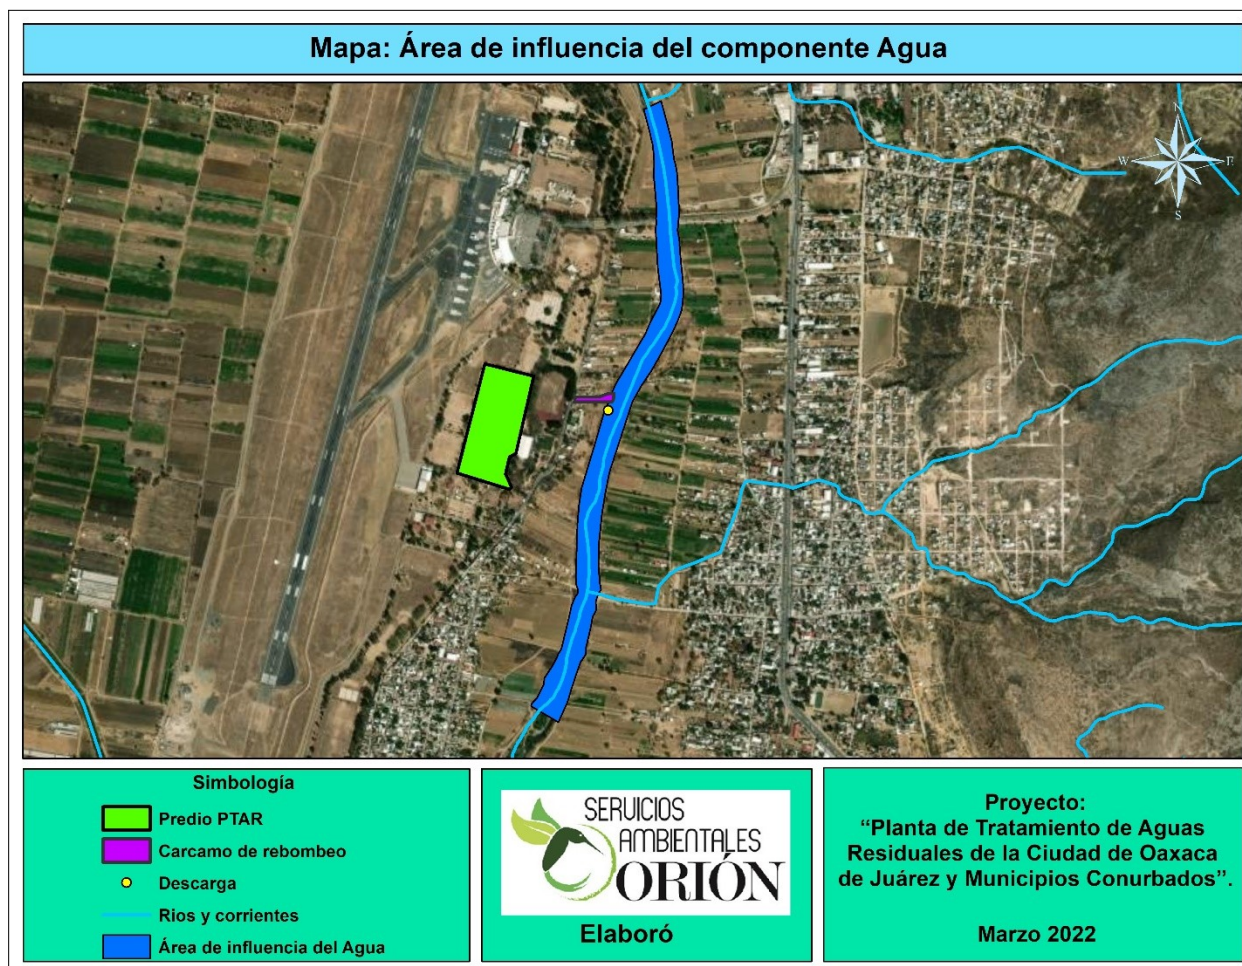 Mapa: Área de influencia del componente Agua
N
W
E
S
Simbología
Predio PTAR
Carcamo de rebombeo
Descarga
Rios y corrientes
Área de influencia del Agua
SERVICIOS
AMBIENTALES
ORIÓN
Elaboró
Proyecto:
“Planta de Tratamiento de Aguas
Residuales de la Ciudad de Oaxaca
de Juárez y Municipios Conurbados”.
Marzo 2022